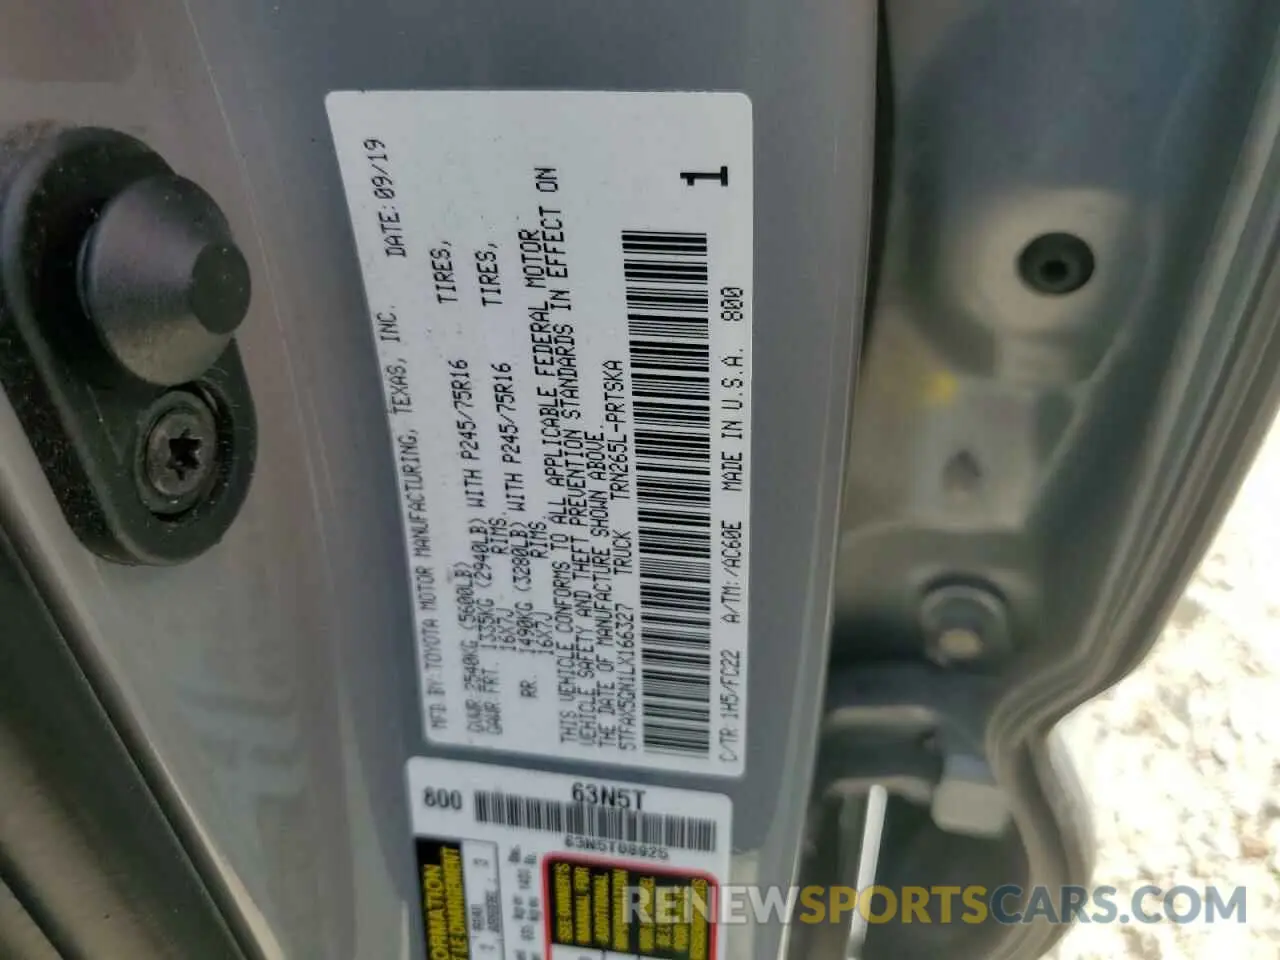 MFD BY: TOYOTA MOTOR MANUFACTURING, TEXAS, INC. DATE: 09/19
GVWR 2540KG (5600LB)
GAWR FRT. 1335KG (2940LB) WITH P245/75R16 TIRES,
16X7J RIMS,
RR. 1490KG (3280LB) WITH P245/75R16 TIRES,
16X7J RIMS
THIS VEHICLE CONFORMS TO ALL APPLICABLE FEDERAL MOTOR
VEHICLE SAFETY AND THEFT PREVENTION STANDARDS IN EFFECT ON
THE DATE OF MANUFACTURE SHOWN ABOVE.
5TFAX5GN1LX166327 TRUCK TRN265L-PRTSKA
1
C/TR: 1H5/FC22 A/TM: /AC60E MADE IN U.S.A. 800
800 63N5T
63N5T08925
RENEWSPORTSCARS.COM